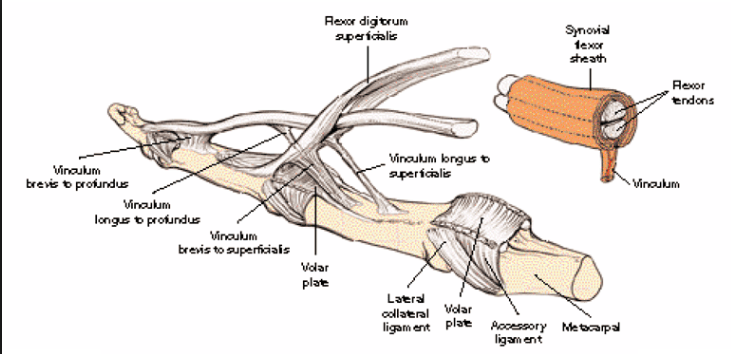 Flexor digitorum
superficialis
Synovial
flexor
sheath
Flexor
tendons
Vinculum
brevis to profundus
Vinculum
longus to profundus
Vinculum
brevis to superficialis
Vinculum longus to
superficialis
Vinculum
Volar
plate
Lateral
collateral
ligament
Volar
plate
Accessory
ligament
Metacarpal